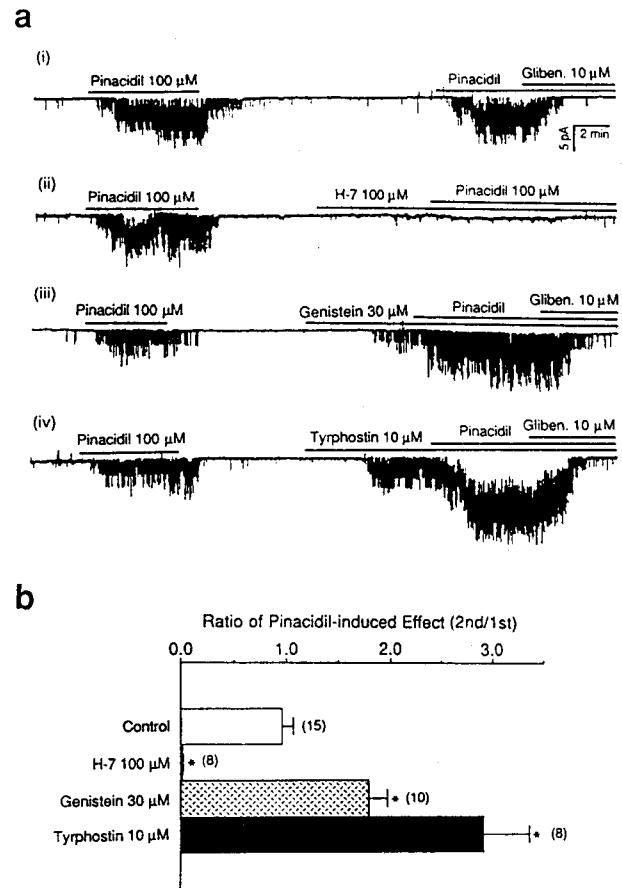 a
(i)
Pinacidil 100 µM
Pinacidil
Gliben. 10 µM
5 pA
2 min
(ii)
Pinacidil 100 µM
H-7 100 µM
Pinacidil 100 µM
(iii)
Pinacidil 100 µM
Genistein 30 µM
Pinacidil
Gliben. 10 µM
(iv)
Pinacidil 100 µM
Tyrphostin 10 µM
Pinacidil
Gliben. 10 µM
b
Ratio of Pinacidil-induced Effect (2nd/1st)
0.0 1.0 2.0 3.0
Control (15)
H-7 100 µM * (8)
Genistein 30 µM * (10)
Tyrphostin 10 µM * (8)